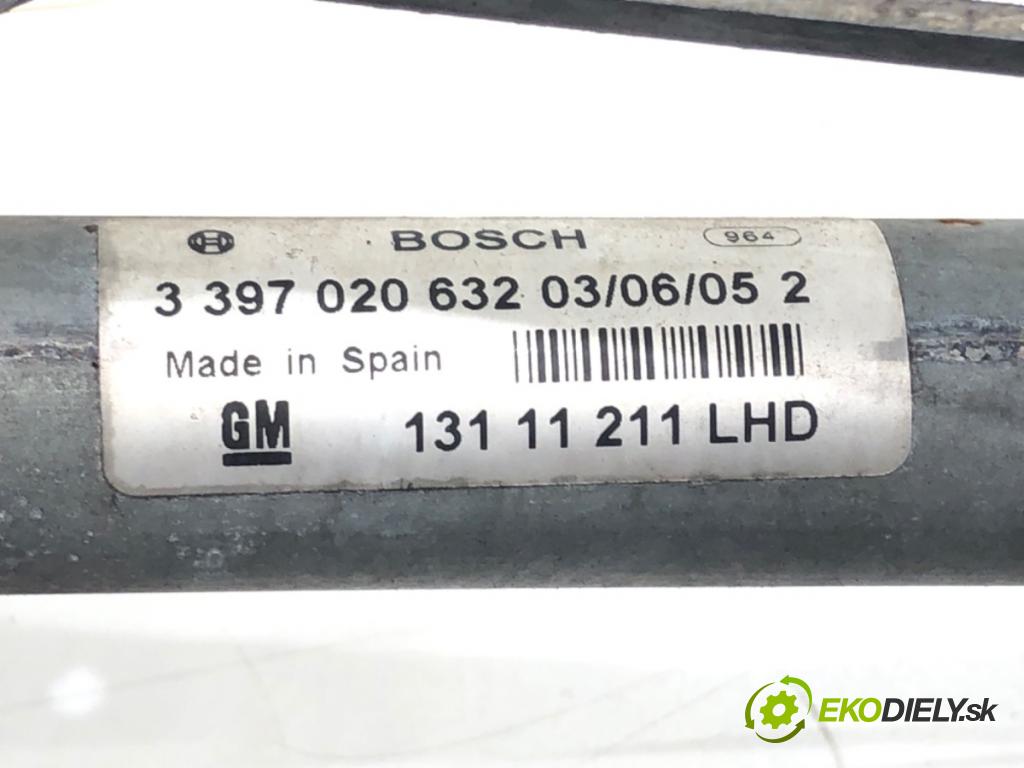 BOSCH 964
3 397 020 632 03/06/05 2
Made in Spain
GM 131 11 211 LHD
EKODIELY.sk